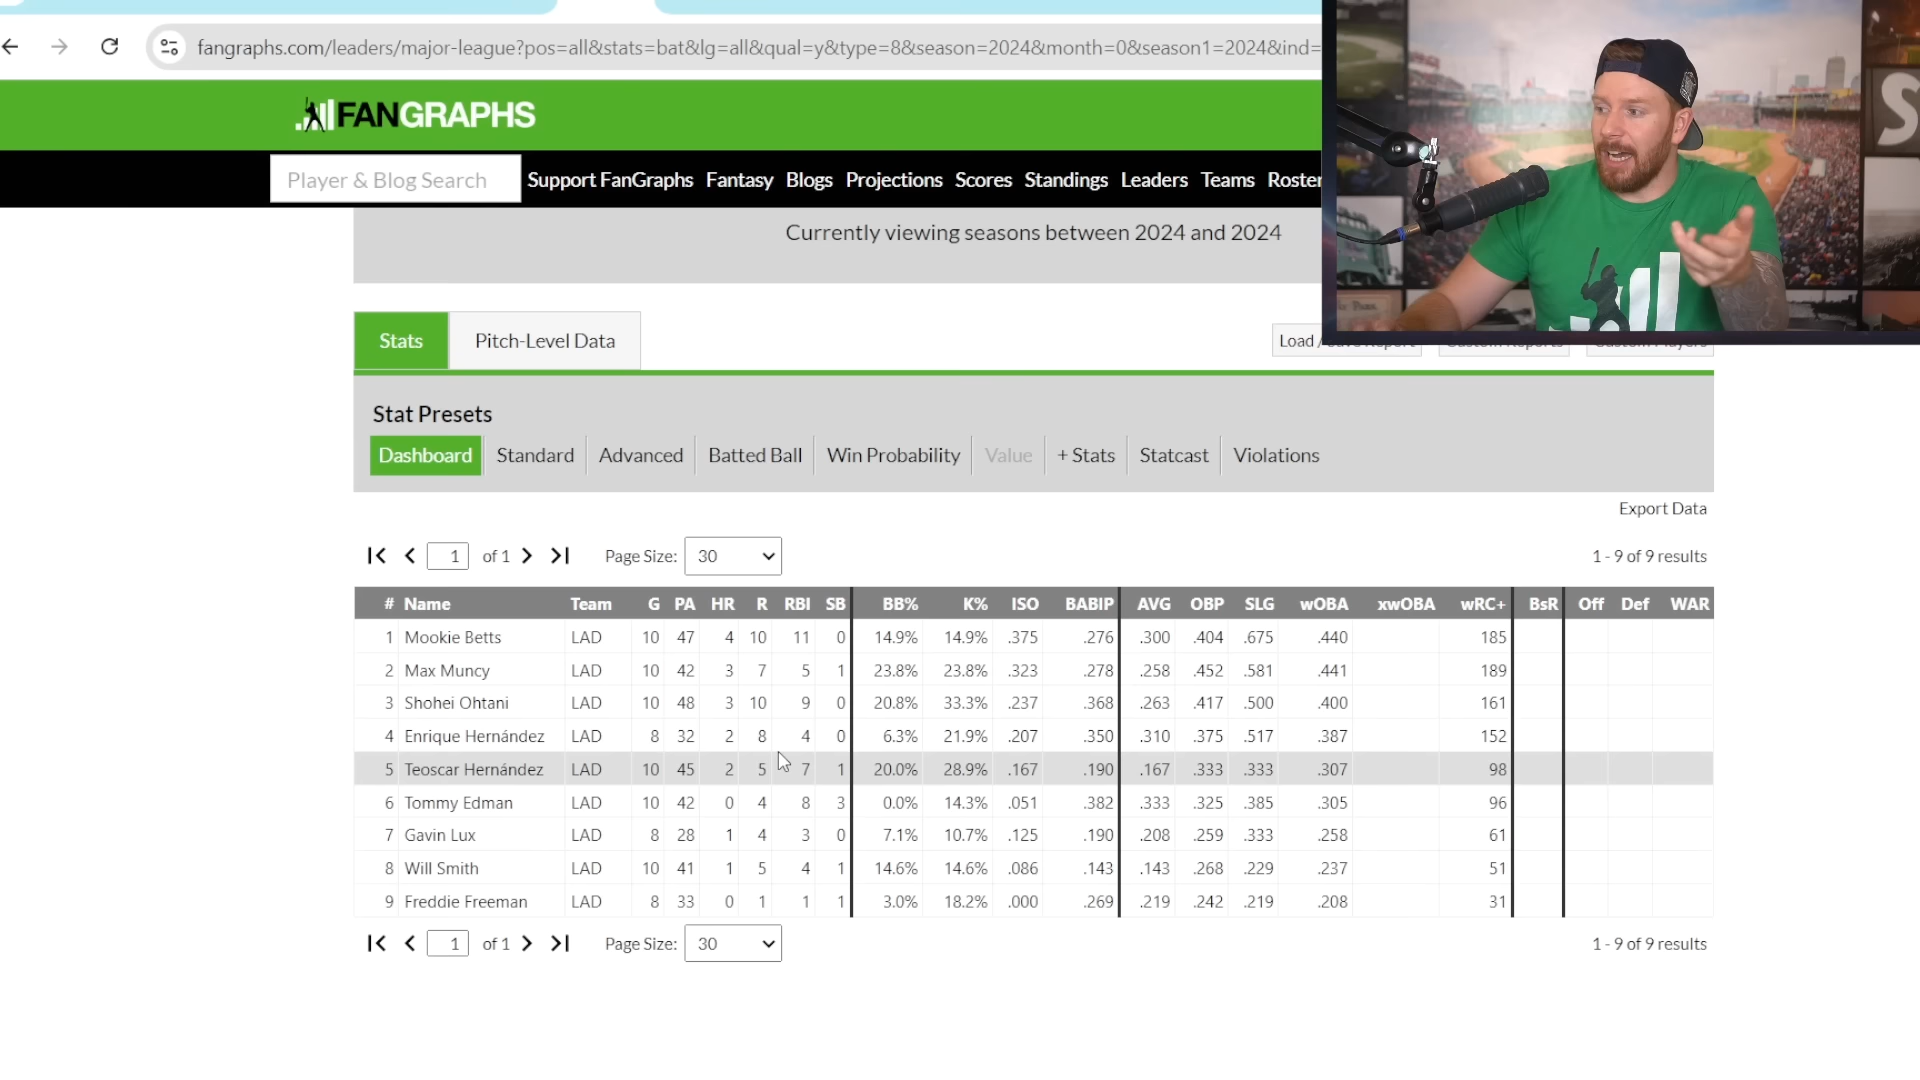 fangraphs.com/leaders/major-league?pos=all&stats=bat&lg=all&qual=y&type=8&season=2024&month=0&season1=2024&ind=
FANGRAPHS
Player & Blog Search Support FanGraphs Fantasy Blogs Projections Scores Standings Leaders Teams Roster
Currently viewing seasons between 2024 and 2024
Stats Pitch-Level Data
Load / Save Report Custom Reports Custom Players
Stat Presets
Dashboard Standard Advanced Batted Ball Win Probability Value + Stats Statcast Violations
Export Data
1 of 1 Page Size: 30 1 - 9 of 9 results
# Name Team G PA HR R RBI SB BB% K% ISO BABIP AVG OBP SLG wOBA xwOBA wRC+ BsR Off Def WAR
1 Mookie Betts LAD 10 47 4 10 11 0 14.9% 14.9% .375 .276 .300 .404 .675 .440 185
2 Max Muncy LAD 10 42 3 7 5 1 23.8% 23.8% .323 .278 .258 .452 .581 .441 189
3 Shohei Ohtani LAD 10 48 3 10 9 0 20.8% 33.3% .237 .368 .263 .417 .500 .400 161
4 Enrique Hernández LAD 8 32 2 8 4 0 6.3% 21.9% .207 .350 .310 .375 .517 .387 152
5 Teoscar Hernández LAD 10 45 2 5 7 1 20.0% 28.9% .167 .190 .167 .333 .333 .307 98
6 Tommy Edman LAD 10 42 0 4 8 3 0.0% 14.3% .051 .382 .333 .325 .385 .305 96
7 Gavin Lux LAD 8 28 1 4 3 0 7.1% 10.7% .125 .190 .208 .259 .333 .258 61
8 Will Smith LAD 10 41 1 5 4 1 14.6% 14.6% .086 .143 .143 .268 .229 .237 51
9 Freddie Freeman LAD 8 33 0 1 1 1 3.0% 18.2% .000 .269 .219 .242 .219 .208 31
1 of 1 Page Size: 30 1 - 9 of 9 results